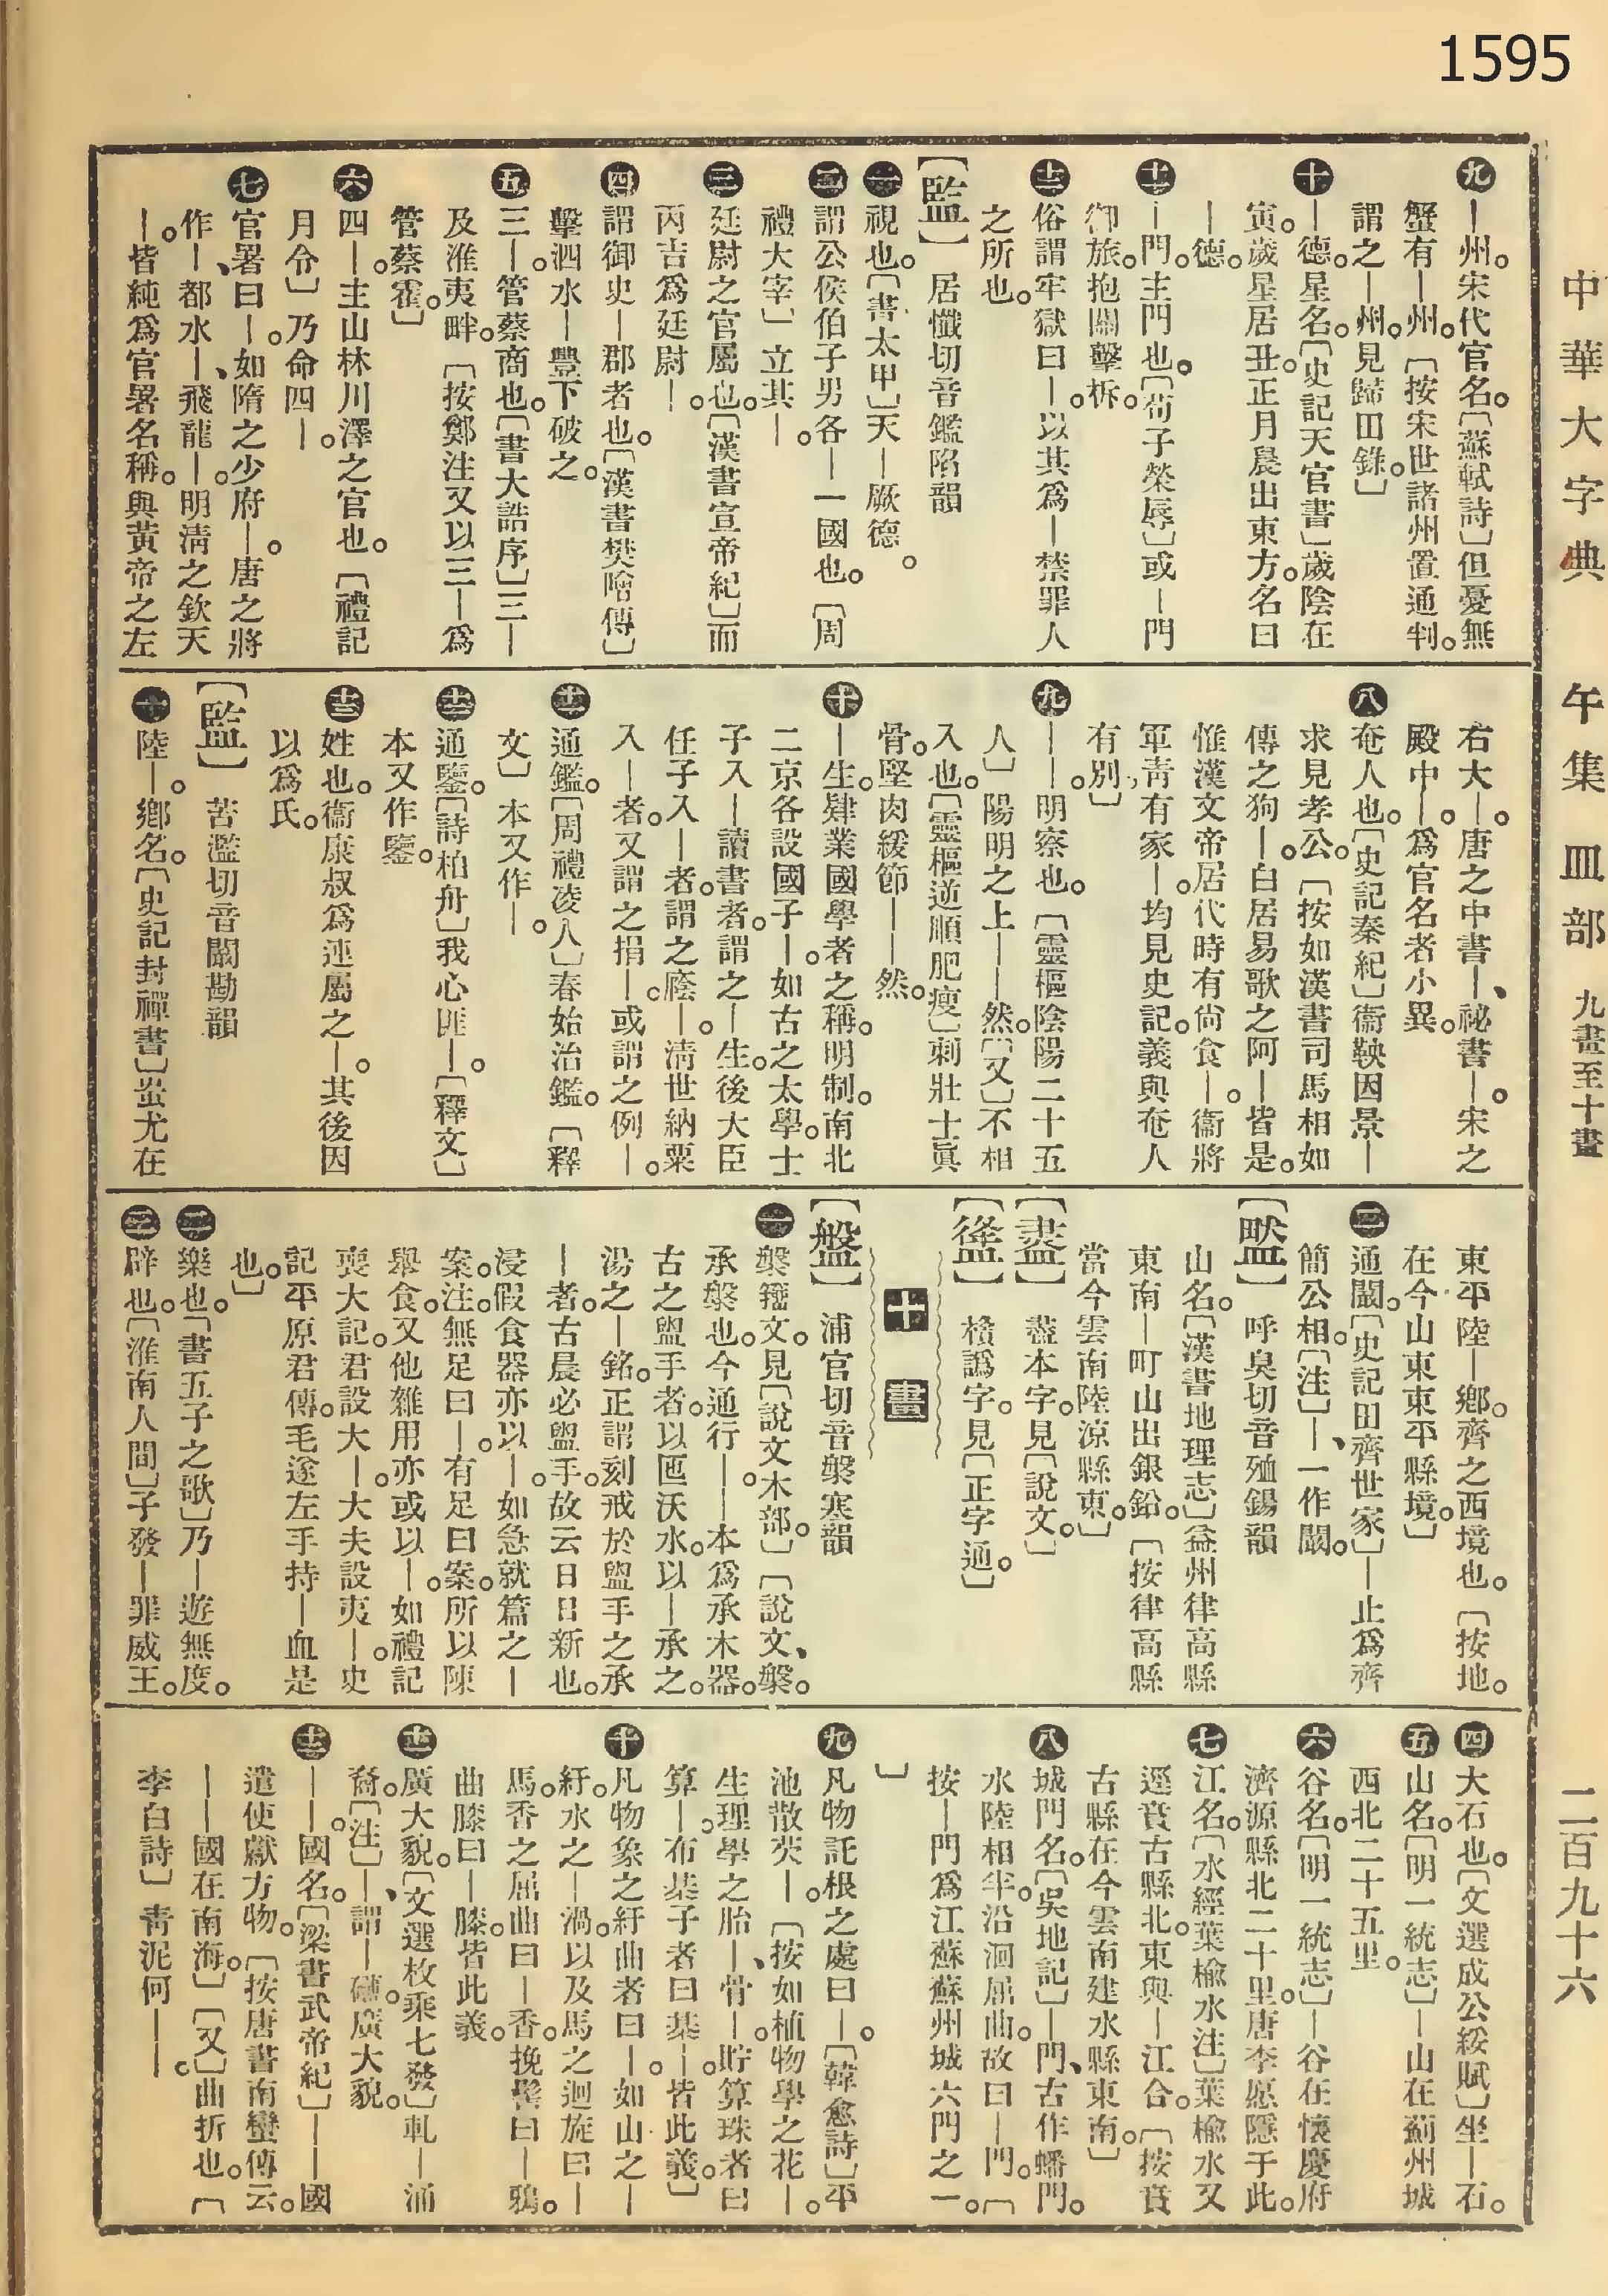 1595
中華大字典 午集 皿部 九畫至十畫 二百九十六
九 ―州。宋代官名。〔蘇軾詩〕但憂無
蟹有―州。〔按宋世諸州置通判。
謂之―州。見歸田錄。〕
十 ―德。星名。〔史記天官書〕歲陰在
寅。歲星居丑。正月晨出東方。名曰
―德。
十一 ―門。主門也。〔荀子榮辱〕或―門
御旅。抱關擊柝。
十二 俗謂牢獄曰―。以其爲―禁罪人
之所也。
〔監〕 居懺切音鑑陷韻
一 視也。〔書太甲〕天―厥德。
二 謂公侯伯子男各―一國也。〔周
禮大宰〕立其―。
三 廷尉之官屬也。〔漢書宣帝紀〕而
丙吉爲廷尉―。
四 謂御史―郡者也。〔漢書樊噲傳〕
擊泗水―豐下破之。
五 三―。管蔡商也。〔書大誥序〕三―
及淮夷畔。〔按鄭注又以三―爲
管蔡霍。〕
六 四―。主山林川澤之官也。〔禮記
月令〕乃命四―。
七 官署曰―。如隋之少府―。唐之將
作―、都水―、飛龍―。明淸之欽天
―。皆純爲官署名稱。與黃帝之左
右大―。唐之中書―、祕書―。宋之
殿中―。爲官名者小異。
八 奄人也。〔史記秦紀〕衞鞅因景―
求見孝公。〔按如漢書司馬相如
傳之狗―。白居易歌之阿―皆是。
惟漢文帝居代時有尙食―。衞將
軍靑有家―。均見史記。義與奄人
有別。〕
九 ――。明察也。〔靈樞陰陽二十五
人〕陽明之上――然。〔又〕不相
入也。〔靈樞逆順肥瘦〕刺壯士眞
骨。堅肉緩節――然。
十 ―生。肄業國學者之稱。明制。南北
二京各設國子―。如古之太學。士
子入―讀書者。謂之―生。後大臣
任子入―者。謂之廕―。淸世納粟
入―者。又謂之捐―。或謂之例―。
十一 通鑑。〔周禮凌人〕春始治鑑。〔釋
文〕本又作―。
十二 通鑒。〔詩柏舟〕我心匪―。〔釋文〕
本又作鑒。
十三 姓也。衞康叔爲連屬之―。其後因
以爲氏。
〔監〕 苦濫切音闞勘韻
一 陸―。鄕名。〔史記封禪書〕蚩尤在
東平陸―鄕。齊之西境也。〔按地。
在今山東東平縣境。〕
二 通闞。〔史記田齊世家〕―止爲齊
簡公相。〔注〕―、一作闞。
〔䀍〕 呼臭切音殈錫韻
山名。〔漢書地理志〕益州律高縣
東南―町山出銀鉛。〔按律高縣
當今雲南陸涼縣東。〕
〔盡〕 盡本字。見〔說文。〕
〔䘒〕 㯓譌字。見〔正字通。〕
十畫
〔盤〕 浦官切音槃寒韻
一 槃籀文。見〔說文木部。〕〔說文、槃。
承槃也。今通行―。―本爲承木器。
古之盥手者。以匜沃水。以―承之。
湯之―銘。正謂刻戒於盥手之承
―者。古晨必盥手。故云日日新也。
浸假食器亦以―。如急就篇之―
案。注。無足曰―。有足曰案。所以陳
舉食。又他雜用亦或以―。如禮記
喪大記。君設大―。大夫設夷―。史
記平原君傳。毛遂左手持―血是
也。〕
二 樂也。〔書五子之歌〕乃―遊無度。
三 辟也。〔淮南人間〕子發―罪威王。
四 大石也。〔文選成公綏賦〕坐―石。
五 山名。〔明一統志〕―山在薊州城
西北二十五里。
六 谷名。〔明一統志〕―谷在懷慶府
濟源縣北二十里。唐李愿隱于此。
七 江名。〔水經葉楡水注〕葉楡水又
逕賁古縣北。東與―江合。〔按賁
古縣在今雲南建水縣東南。〕
八 城門名。〔吳地記〕―門、古作蟠門。
水陸相半。沿洄屈曲。故曰―門。〔
按―門爲江蘇蘇州城六門之一。
〕
九 凡物託根之處曰―。〔韓愈詩〕平
池散芡―。〔按如植物學之花―。
生理學之胎―、骨―。貯算珠者曰
算―。布棊子者曰棊―。皆此義。〕
十 凡物象之紆曲者曰―。如山之―
紆。水之―渦。以及馬之迴旋曰―
馬。香之屈曲曰―香。挽髻曰―鴉。
曲膝曰―膝。皆此義。
十一 廣大貌。〔文選枚乘七發〕軋―涌
裔。〔注〕―、謂―礴。廣大貌。
十二 ――。國名。〔梁書武帝紀〕――國
遣使獻方物。〔按唐書南蠻傳云。
――國在南海。〕〔又〕曲折也。〔
李白詩〕靑泥何――。